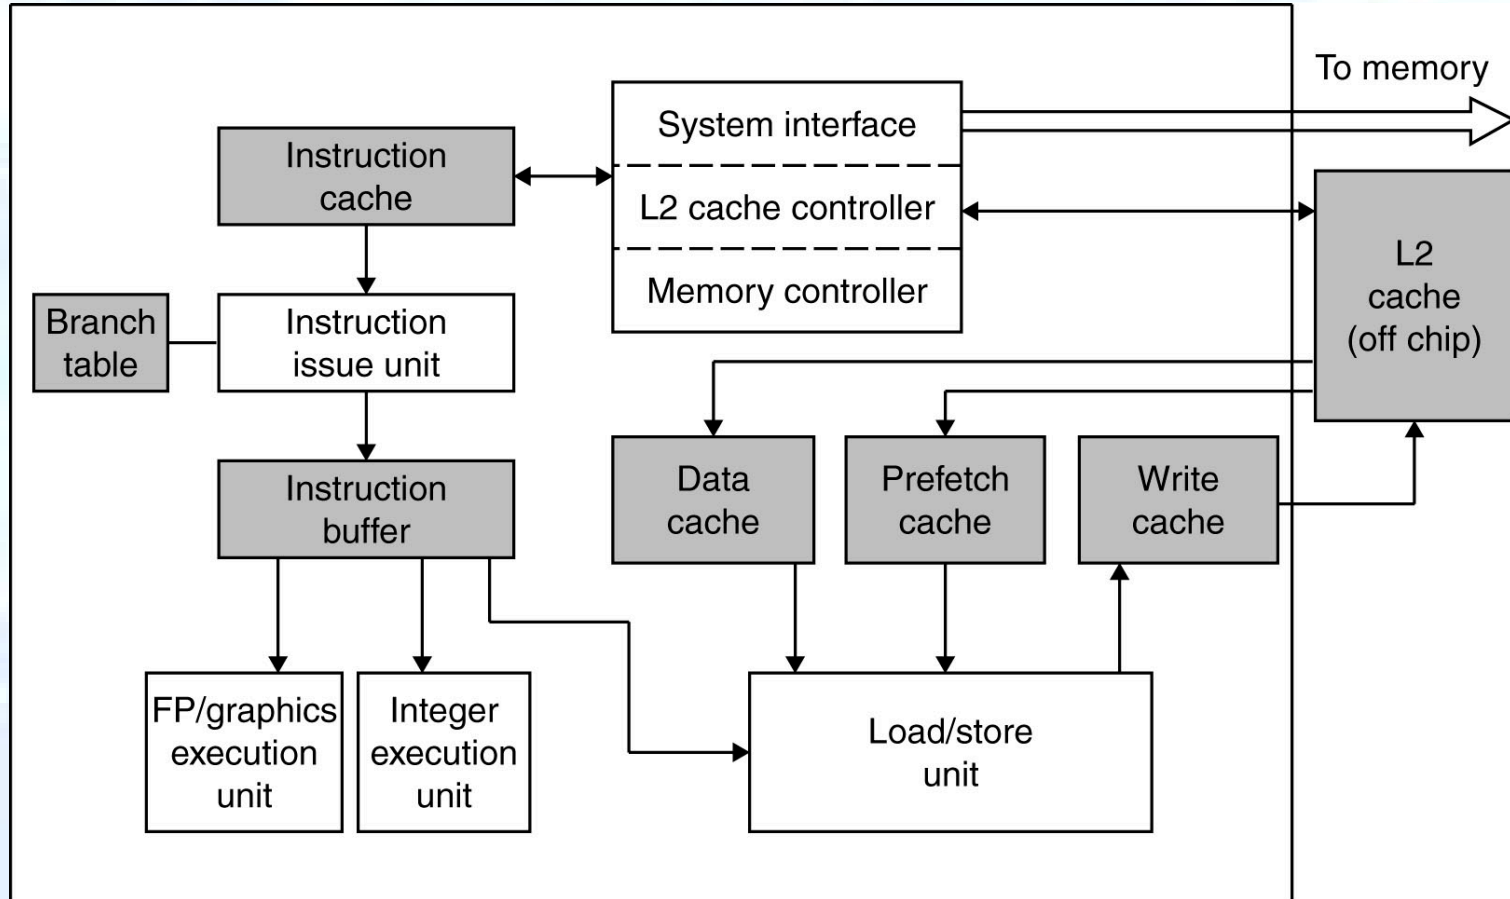 To memory
System interface
L2 cache controller
Memory controller
Instruction
cache
L2
cache
(off chip)
Branch
table
Instruction
issue unit
Instruction
buffer
Data
cache
Prefetch
cache
Write
cache
FP/graphics
execution
unit
Integer
execution
unit
Load/store
unit